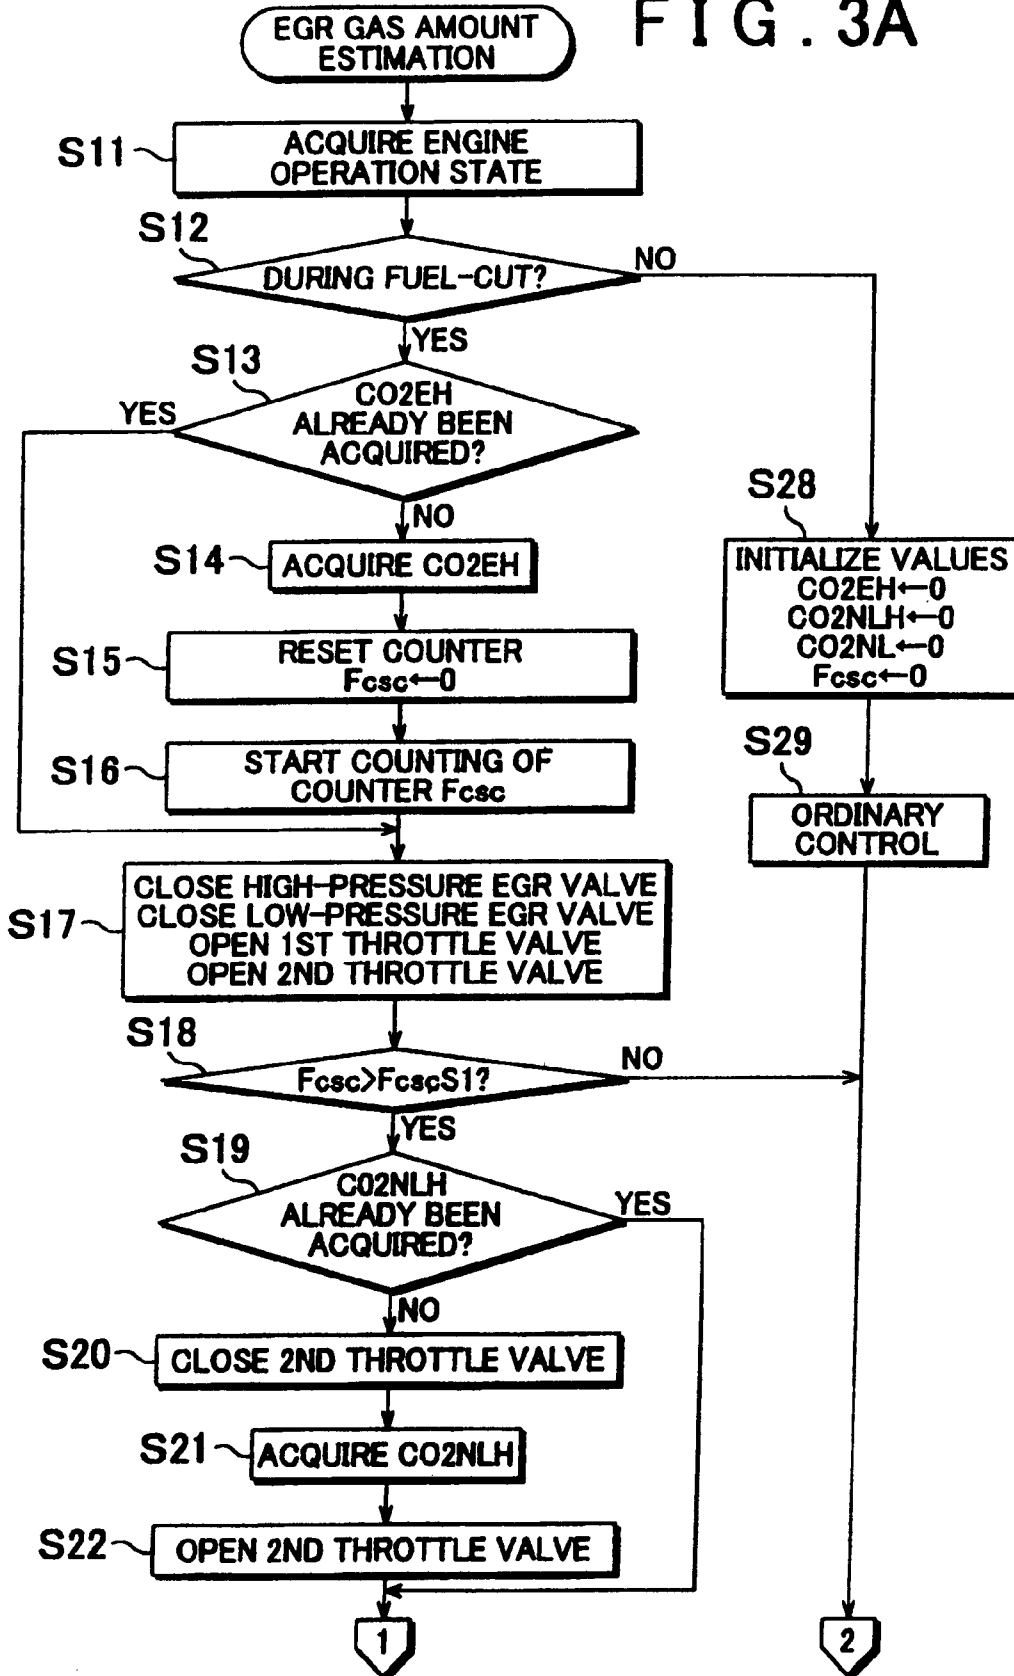 FIG. 3A
EGR GAS AMOUNT
ESTIMATION
S11
ACQUIRE ENGINE
OPERATION STATE
S12
DURING FUEL-CUT?
NO
YES
S13
CO2EH
ALREADY BEEN
ACQUIRED?
YES
NO
S14
ACQUIRE CO2EH
S15
RESET COUNTER
Fcsc←0
S16
START COUNTING OF
COUNTER Fcsc
S28
INITIALIZE VALUES
CO2EH←0
CO2NLH←0
CO2NL←0
Fcsc←0
S29
ORDINARY
CONTROL
S17
CLOSE HIGH-PRESSURE EGR VALVE
CLOSE LOW-PRESSURE EGR VALVE
OPEN 1ST THROTTLE VALVE
OPEN 2ND THROTTLE VALVE
S18
Fcsc>FcscS1?
NO
YES
S19
CO2NLH
ALREADY BEEN
ACQUIRED?
YES
NO
S20
CLOSE 2ND THROTTLE VALVE
S21
ACQUIRE CO2NLH
S22
OPEN 2ND THROTTLE VALVE
1
2